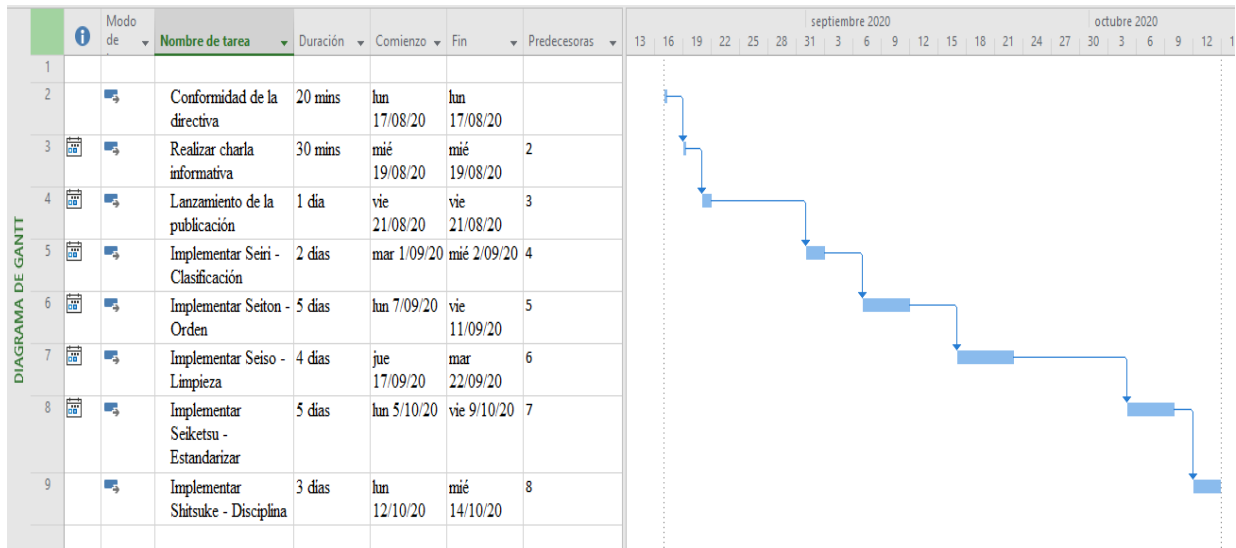 septiembre 2020 octubre 2020
Modo de Nombre de tarea Duración Comienzo Fin Predecesoras 13 16 19 22 25 28 31 3 6 9 12 15 18 21 24 27 30 3 6 9 12
DIAGRAMA DE GANTT
1
2 Conformidad de la directiva 20 mins lun 17/08/20 lun 17/08/20
3 Realizar charla informativa 30 mins mié 19/08/20 mié 19/08/20 2
4 Lanzamiento de la publicación 1 día vie 21/08/20 vie 21/08/20 3
5 Implementar Seiri - Clasificación 2 días mar 1/09/20 mié 2/09/20 4
6 Implementar Seiton - Orden 5 días lun 7/09/20 vie 11/09/20 5
7 Implementar Seiso - Limpieza 4 días jue 17/09/20 mar 22/09/20 6
8 Implementar Seiketsu - Estandarizar 5 días lun 5/10/20 vie 9/10/20 7
9 Implementar Shitsuke - Disciplina 3 días lun 12/10/20 mié 14/10/20 8